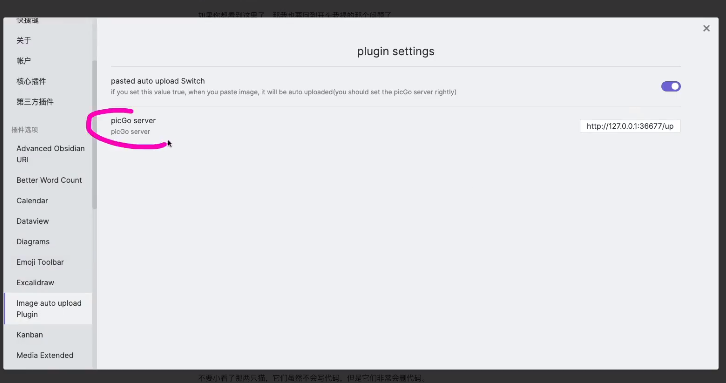 plugin settings
快捷键
关于
账户
核心插件
第三方插件
插件选项
Advanced Obsidian
URI
Better Word Count
Calendar
Dataview
Diagrams
Emoji Toolbar
Excalidraw
Image auto upload
Plugin
Kanban
Media Extended
pasted auto upload Switch
if you set this value true, when you paste image, it will be auto uploaded(you should set the picGo server rightly)
picGo server
picGo server
http://127.0.0.1:36677/up